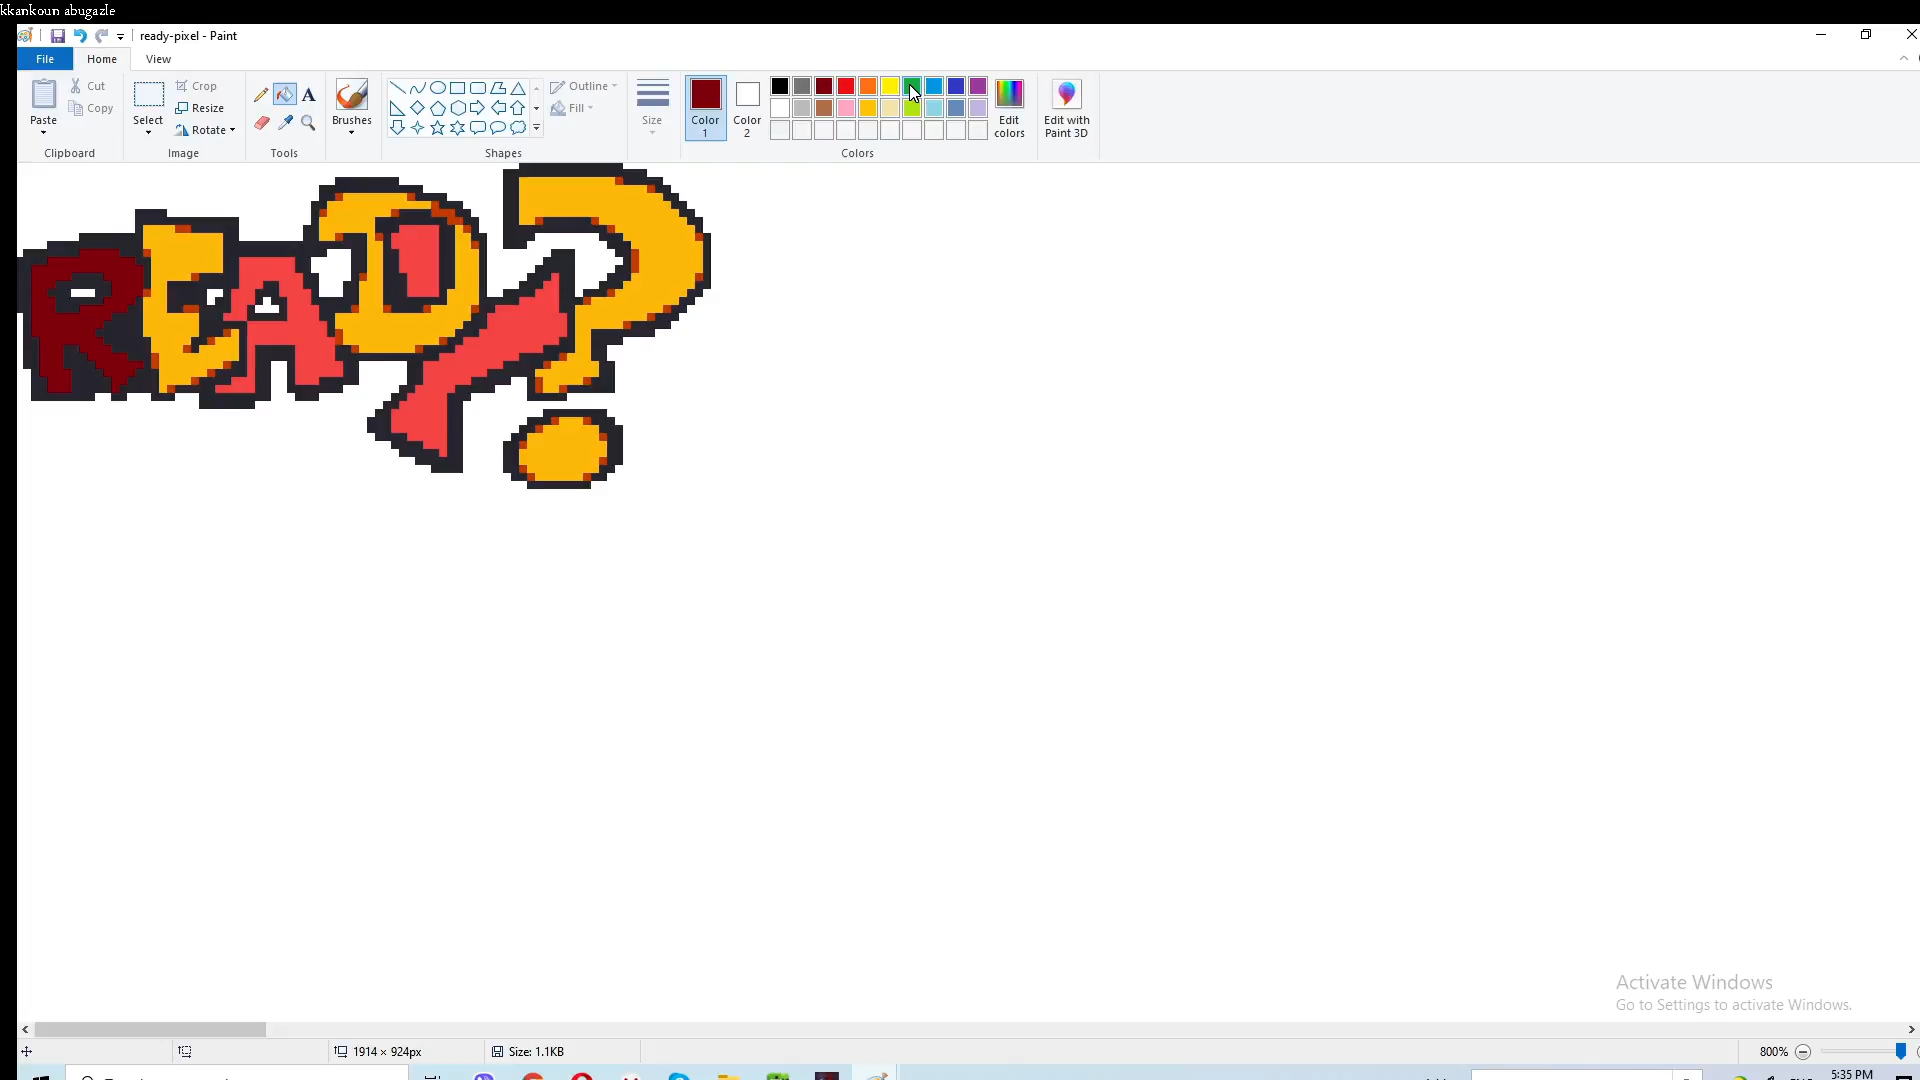 kkankoun abugazle
ready-pixel - Paint
File Home View
Paste
Cut
Copy
Clipboard
Select
Crop
Resize
Rotate
Image
A
Tools
Brushes
Outline
Fill
Shapes
Size
Color 1
Color 2
Colors
Edit colors
Edit with Paint 3D
READY?
Activate Windows
Go to Settings to activate Windows.
1914 × 924px
Size: 1.1KB
800%
5:35 PM